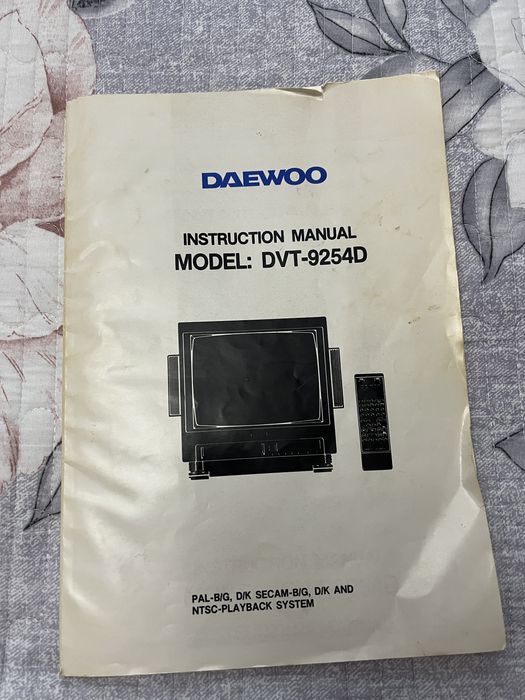 DAEWOO
INSTRUCTION MANUAL
MODEL: DVT-9254D
PAL-B/G, D/K SECAM-B/G, D/K AND
NTSC-PLAYBACK SYSTEM